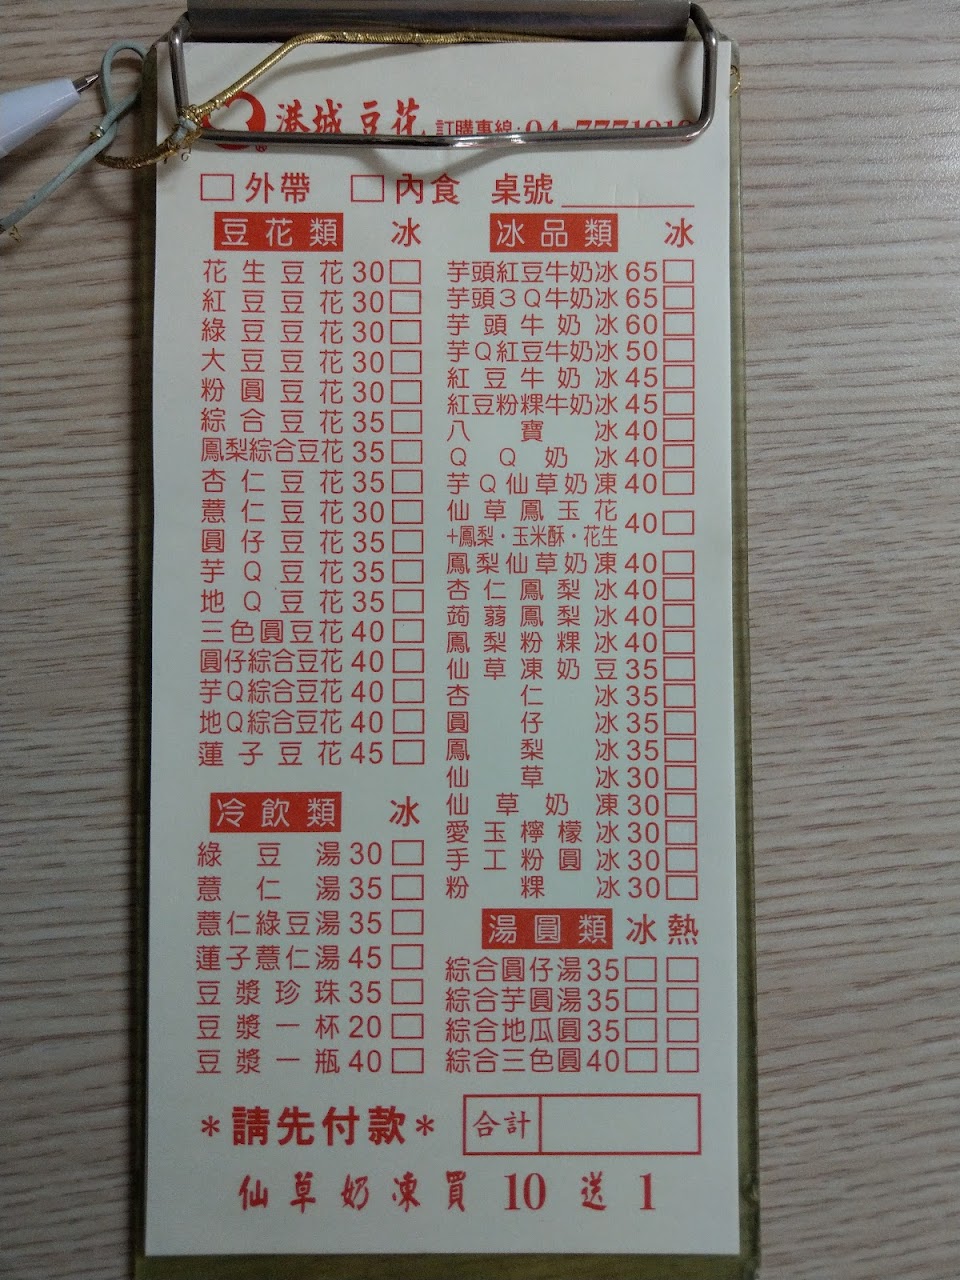 港城豆花 訂購專線:04-7771919
□外帶 □內食 桌號
豆花類 冰
花生豆花30□
紅豆豆花30□
綠豆豆花30□
大豆豆花30□
粉圓豆花30□
綜合豆花35□
鳳梨綜合豆花35□
杏仁豆花35□
薏仁豆花30□
圓仔豆花35□
芋Q豆花35□
地Q豆花35□
三色圓豆花40□
圓仔綜合豆花40□
芋Q綜合豆花40□
地Q綜合豆花40□
蓮子豆花45□
冷飲類 冰
綠豆湯30□
薏仁湯35□
薏仁綠豆湯35□
蓮子薏仁湯45□
豆漿珍珠35□
豆漿一杯20□
豆漿一瓶40□
冰品類 冰
芋頭紅豆牛奶冰65□
芋頭3Q牛奶冰65□
芋頭牛奶冰60□
芋Q紅豆牛奶冰50□
紅豆牛奶冰45□
紅豆粉粿牛奶冰45□
八寶冰40□
QQ奶冰40□
芋Q仙草奶凍40□
仙草鳳玉花
+鳳梨·玉米酥·花生 40□
鳳梨仙草奶凍40□
杏仁鳳梨冰40□
蒟蒻鳳梨冰40□
鳳梨粉粿冰40□
仙草凍奶豆35□
杏仁冰35□
圓仔冰35□
鳳梨冰35□
仙草冰30□
仙草奶凍30□
愛玉檸檬冰30□
手工粉圓冰30□
粉粿冰30□
湯圓類 冰 熱
綜合圓仔湯35□□
綜合芋圓湯35□□
綜合地瓜圓35□□
綜合三色圓40□□
*請先付款* 合計
仙草奶凍買10送1